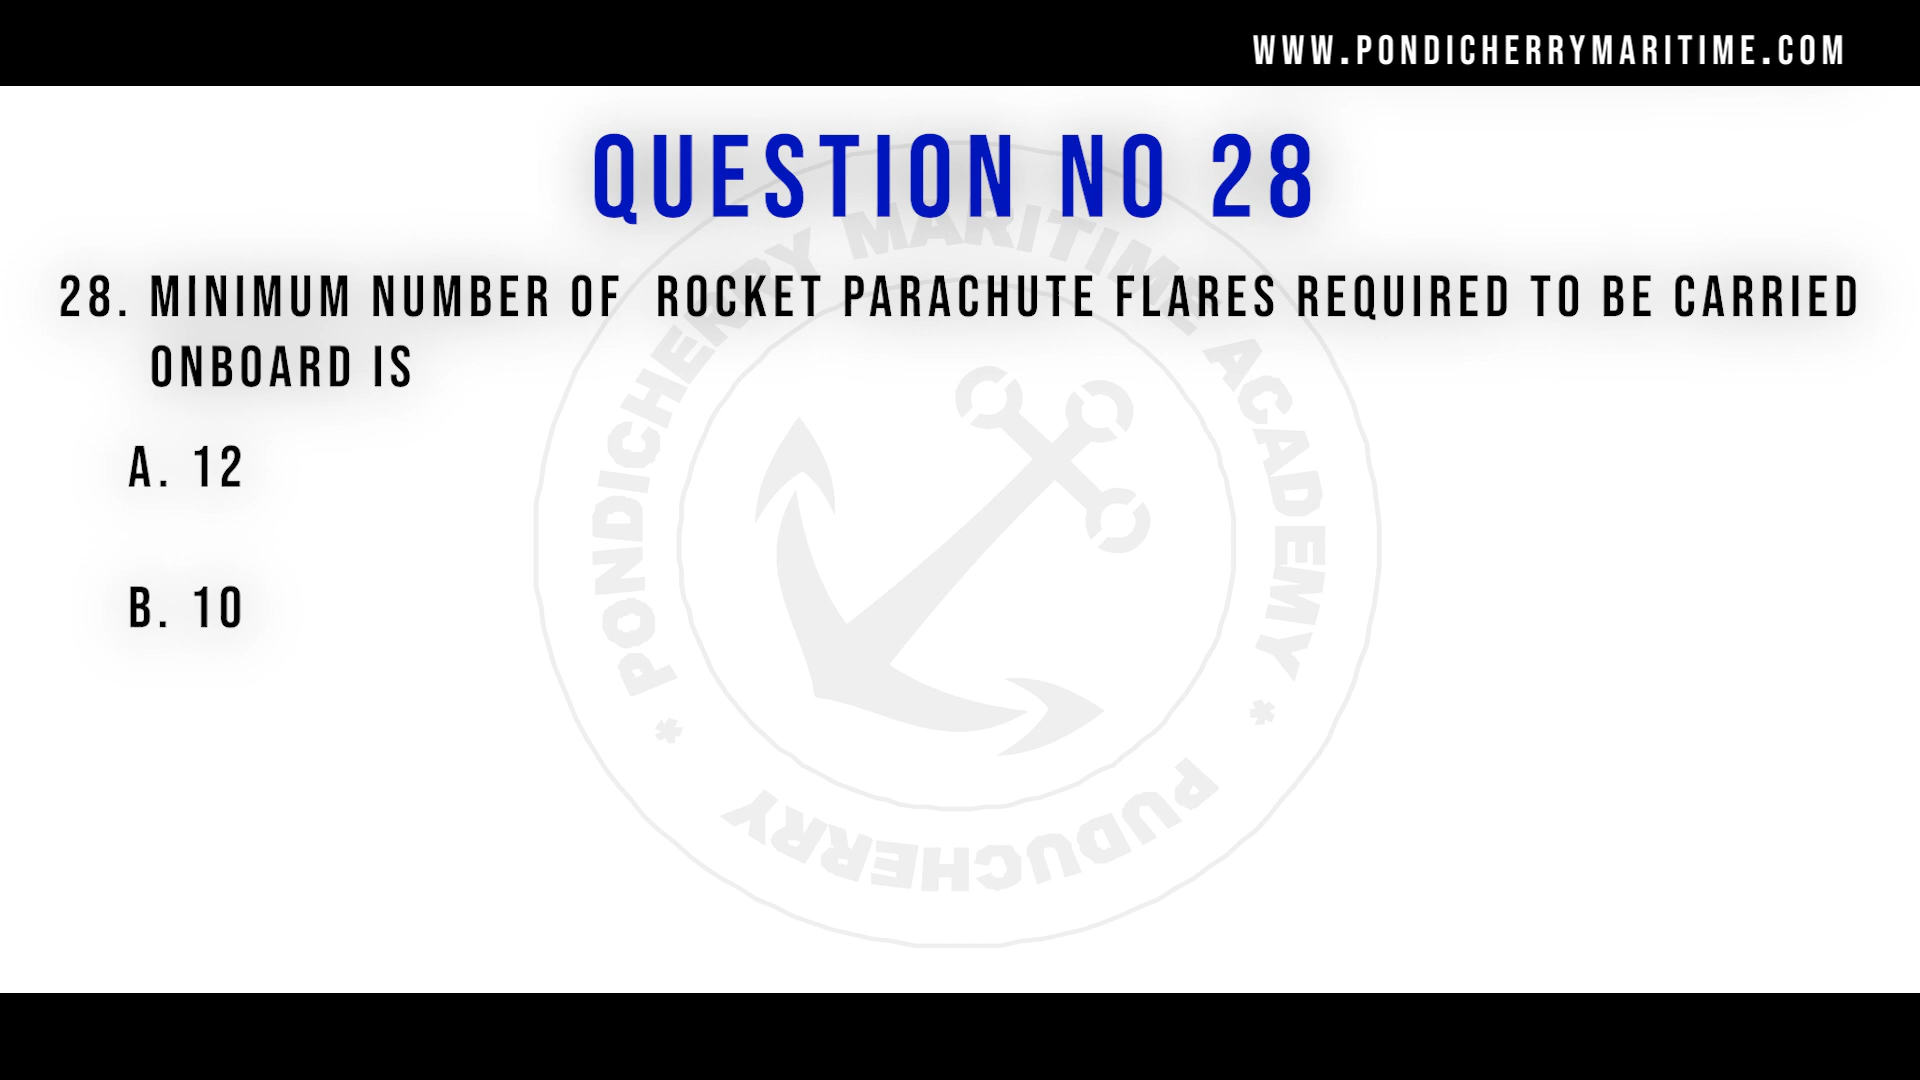 WWW.PONDICHERRYMARITIME.COM
QUESTION NO 28
28. MINIMUM NUMBER OF ROCKET PARACHUTE FLARES REQUIRED TO BE CARRIED
ONBOARD IS
A. 12
B. 10
PONDICHERRY MARITIME ACADEMY
* PUDUCHERRY *